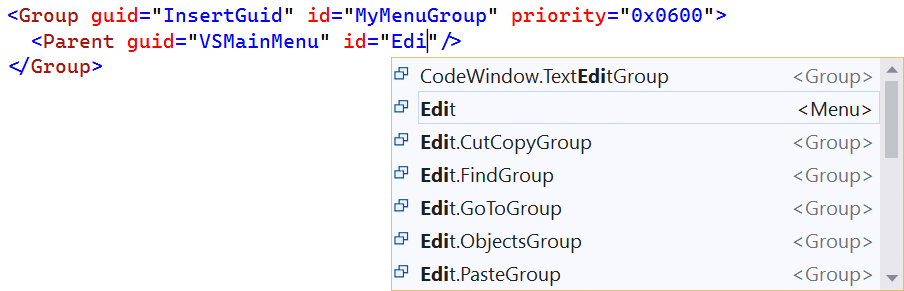 <Group guid="InsertGuid" id="MyMenuGroup" priority="0x0600">
<Parent guid="VSMainMenu" id="Edi"/>
</Group>
CodeWindow.TextEditGroup <Group>
Edit <Menu>
Edit.CutCopyGroup <Group>
Edit.FindGroup <Group>
Edit.GoToGroup <Group>
Edit.ObjectsGroup <Group>
Edit.PasteGroup <Group>